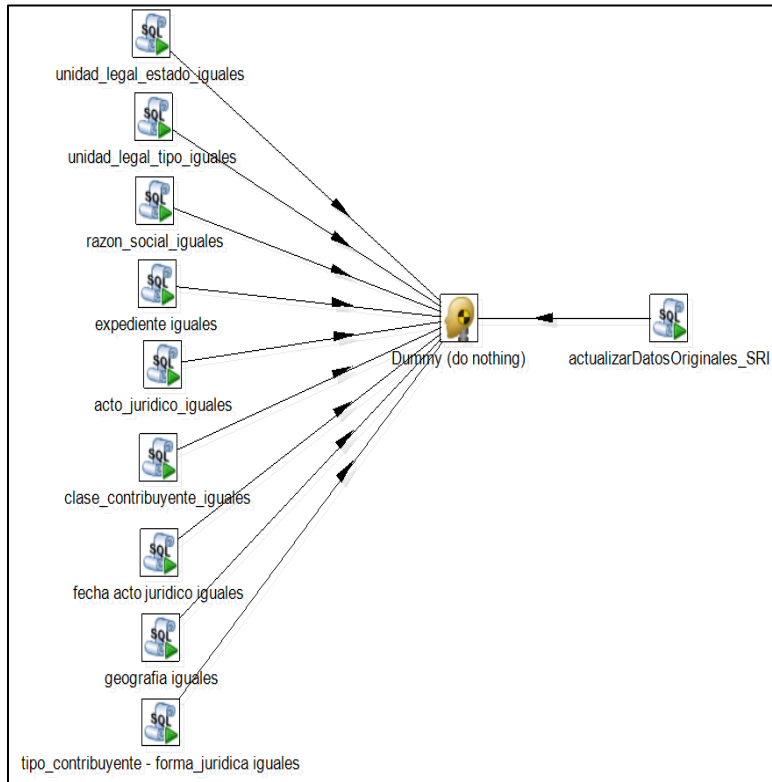 SQL
unidad_legal_estado_iguales
SQL
unidad_legal_tipo_iguales
SQL
razon_social_iguales
SQL
expediente iguales
SQL
Dummy (do nothing)
SQL
actualizarDatosOriginales_SRI
acto_juridico_iguales
SQL
clase_contribuyente_iguales
SQL
fecha acto juridico iguales
SQL
geografia iguales
SQL
tipo_contribuyente - forma_juridica iguales